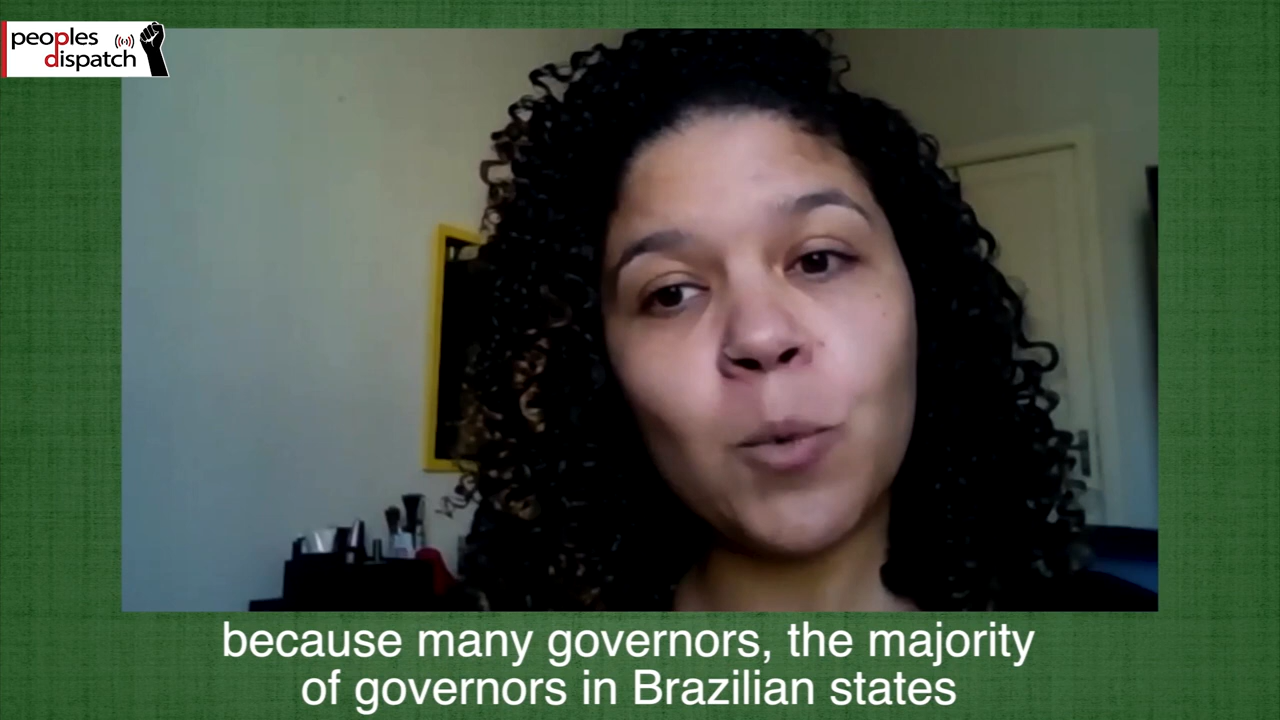 peoples
dispatch
because many governors, the majority
of governors in Brazilian states